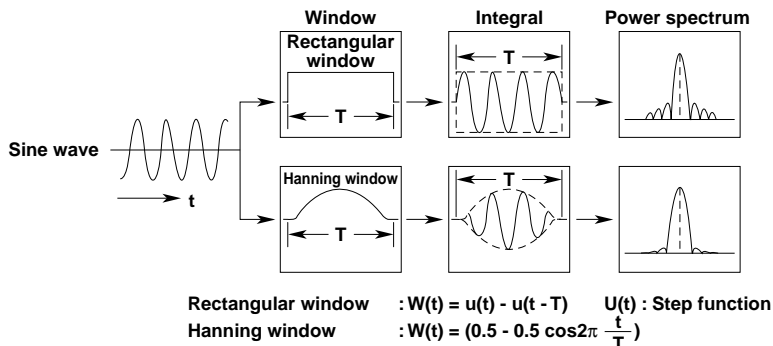 Window
Integral
Power spectrum
Rectangular
window
T
T
Sine wave
t
Hanning window
T
T
Rectangular window : W(t) = u(t) - u(t - T) U(t) : Step function
Hanning window : W(t) = (0.5 - 0.5 cos2π t/T)